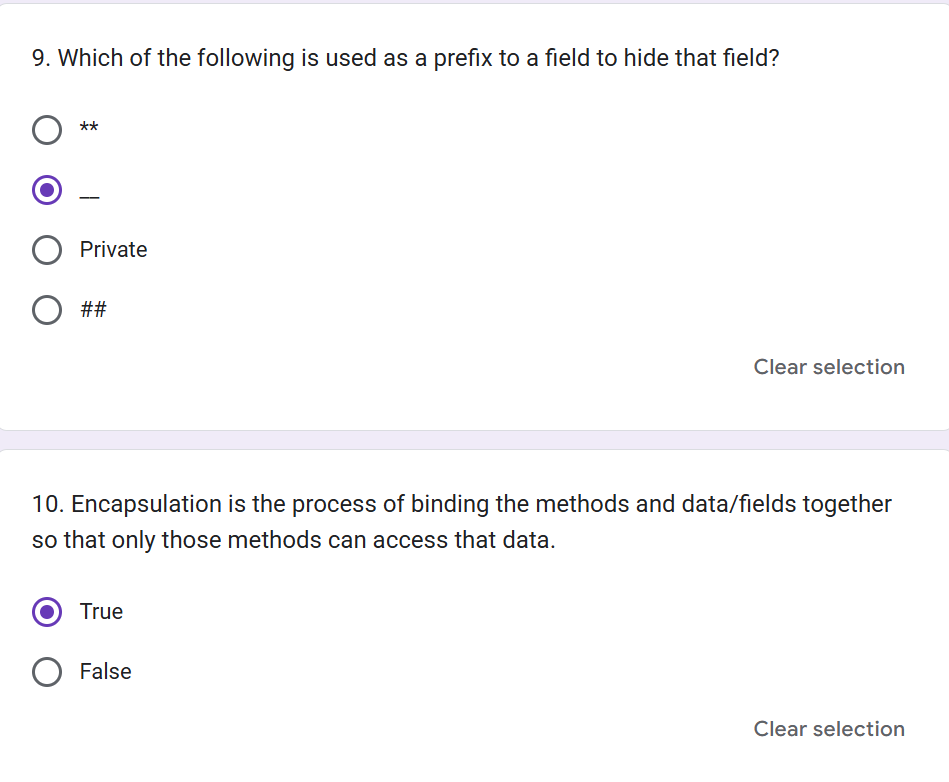 9. Which of the following is used as a prefix to a field to hide that field?
**
__
Private
##
Clear selection
10. Encapsulation is the process of binding the methods and data/fields together
so that only those methods can access that data.
True
False
Clear selection